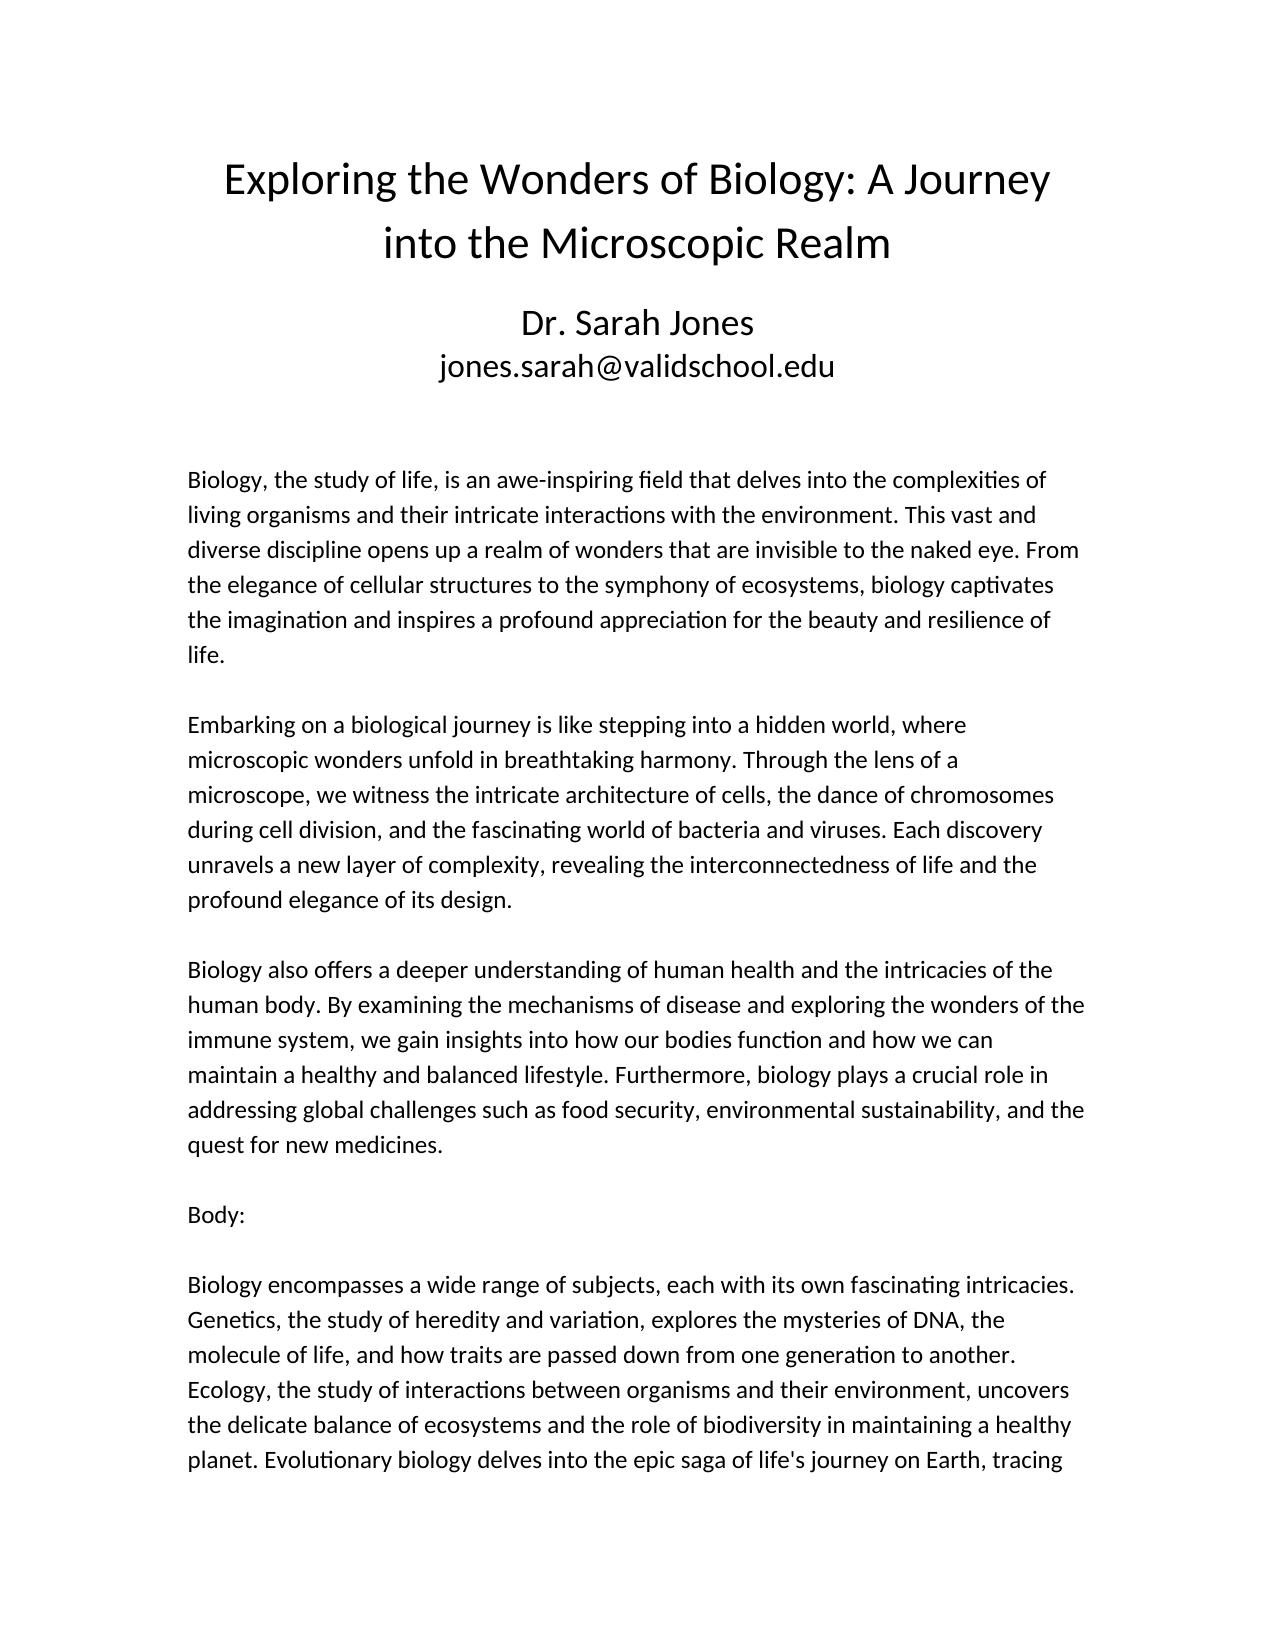 Exploring the Wonders of Biology: A Journey
into the Microscopic Realm
Dr. Sarah Jones
jones.sarah@validschool.edu
Biology, the study of life, is an awe-inspiring field that delves into the complexities of
living organisms and their intricate interactions with the environment. This vast and
diverse discipline opens up a realm of wonders that are invisible to the naked eye. From
the elegance of cellular structures to the symphony of ecosystems, biology captivates
the imagination and inspires a profound appreciation for the beauty and resilience of
life.
Embarking on a biological journey is like stepping into a hidden world, where
microscopic wonders unfold in breathtaking harmony. Through the lens of a
microscope, we witness the intricate architecture of cells, the dance of chromosomes
during cell division, and the fascinating world of bacteria and viruses. Each discovery
unravels a new layer of complexity, revealing the interconnectedness of life and the
profound elegance of its design.
Biology also offers a deeper understanding of human health and the intricacies of the
human body. By examining the mechanisms of disease and exploring the wonders of the
immune system, we gain insights into how our bodies function and how we can
maintain a healthy and balanced lifestyle. Furthermore, biology plays a crucial role in
addressing global challenges such as food security, environmental sustainability, and the
quest for new medicines.
Body:
Biology encompasses a wide range of subjects, each with its own fascinating intricacies.
Genetics, the study of heredity and variation, explores the mysteries of DNA, the
molecule of life, and how traits are passed down from one generation to another.
Ecology, the study of interactions between organisms and their environment, uncovers
the delicate balance of ecosystems and the role of biodiversity in maintaining a healthy
planet. Evolutionary biology delves into the epic saga of life's journey on Earth, tracing